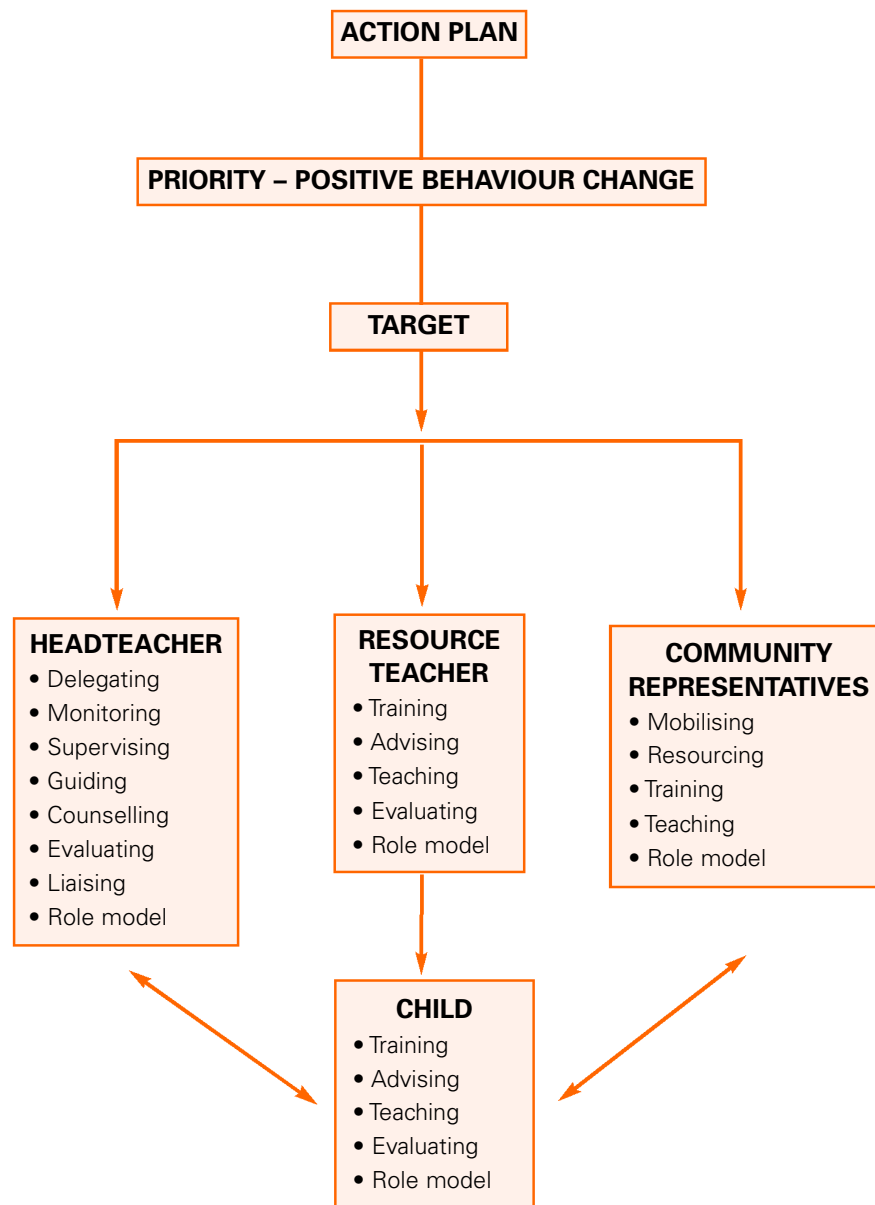 ACTION PLAN
PRIORITY – POSITIVE BEHAVIOUR CHANGE
TARGET
HEADTEACHER
• Delegating
• Monitoring
• Supervising
• Guiding
• Counselling
• Evaluating
• Liaising
• Role model
RESOURCE
TEACHER
• Training
• Advising
• Teaching
• Evaluating
• Role model
COMMUNITY
REPRESENTATIVES
• Mobilising
• Resourcing
• Training
• Teaching
• Role model
CHILD
• Training
• Advising
• Teaching
• Evaluating
• Role model